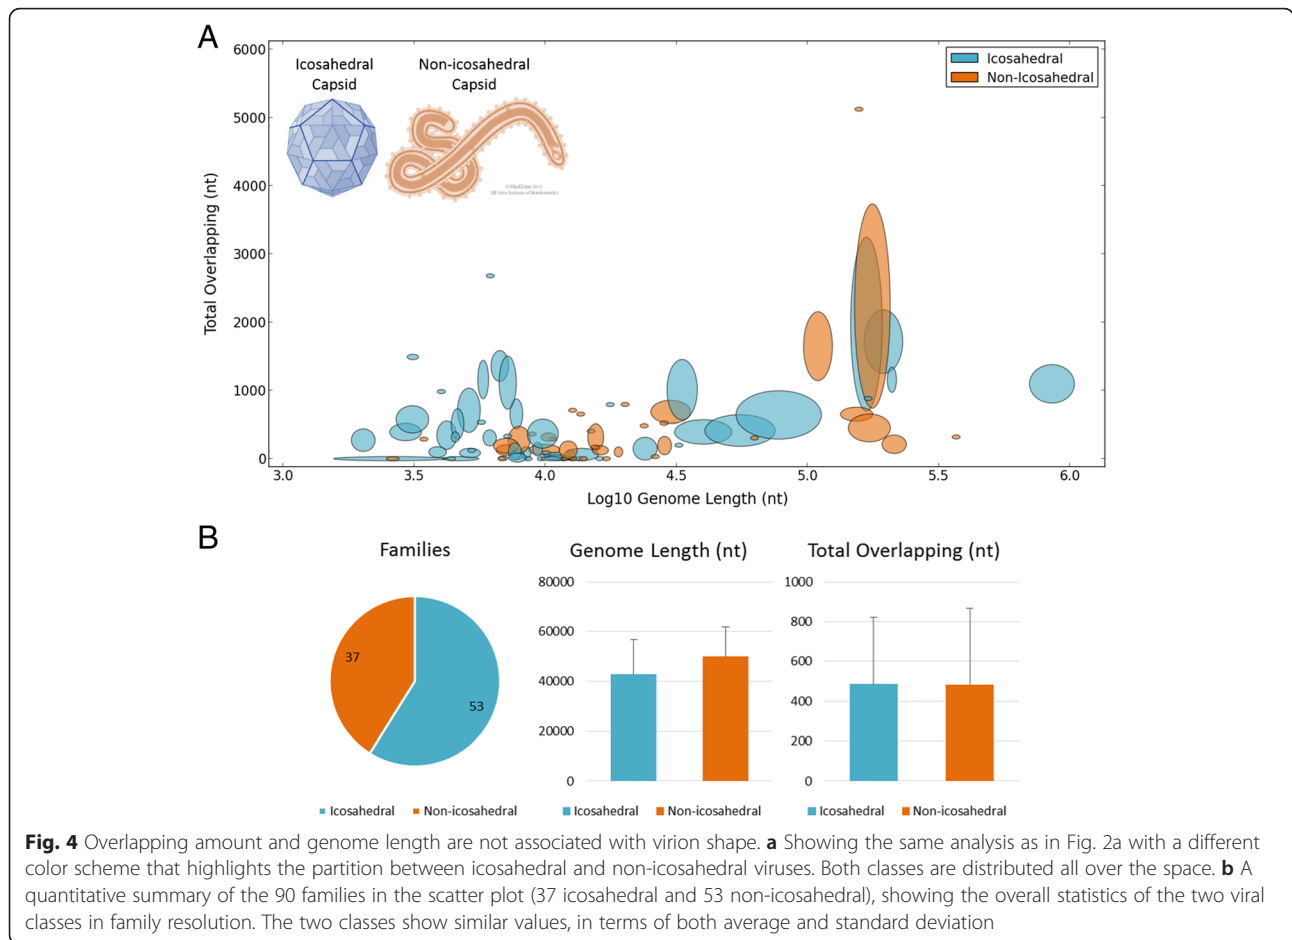 A
Icosahedral
Capsid
Non-icosahedral
Capsid
Icosahedral
Non-Icosahedral
6000
5000
4000
3000
2000
1000
0
Total Overlapping (nt)
3.0 3.5 4.0 4.5 5.0 5.5 6.0
Log10 Genome Length (nt)
B
Families
37
53
Icosahedral Non-icosahedral
Genome Length (nt)
80000
60000
40000
20000
0
Icosahedral Non-icosahedral
Total Overlapping (nt)
1000
800
600
400
200
0
Icosahedral Non-icosahedral
Fig. 4 Overlapping amount and genome length are not associated with virion shape. a Showing the same analysis as in Fig. 2a with a different
color scheme that highlights the partition between icosahedral and non-icosahedral viruses. Both classes are distributed all over the space. b A
quantitative summary of the 90 families in the scatter plot (37 icosahedral and 53 non-icosahedral), showing the overall statistics of the two viral
classes in family resolution. The two classes show similar values, in terms of both average and standard deviation